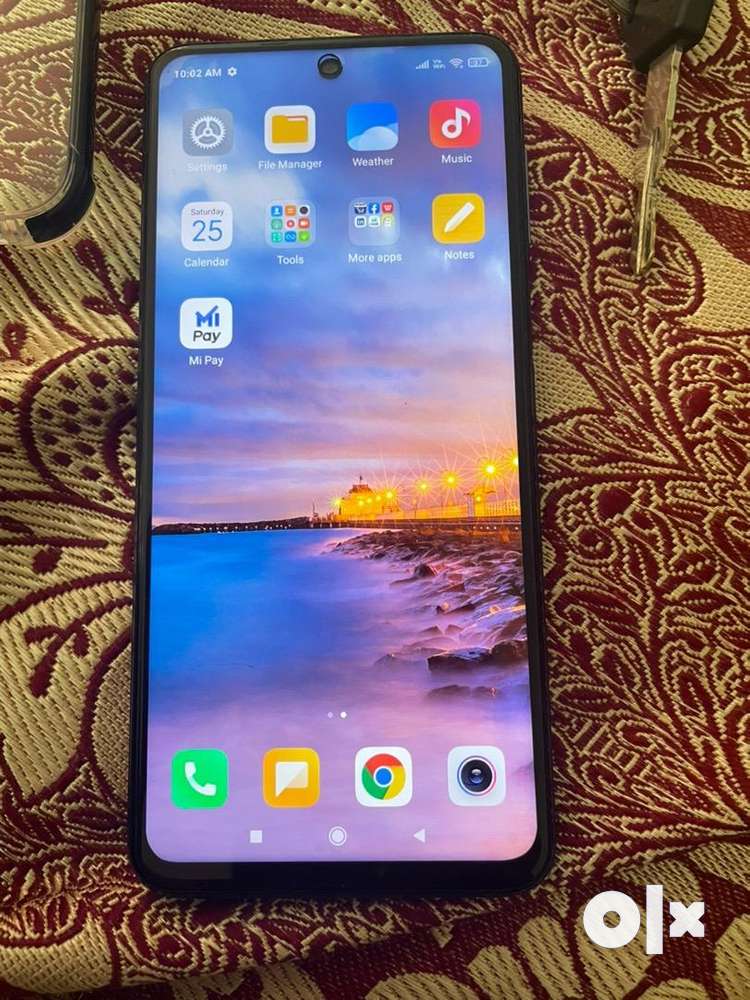 10:02 AM
Settings
File Manager
Weather
Music
Saturday
25
Calendar
Tools
More apps
Notes
Mi
Pay
Mi Pay
olx